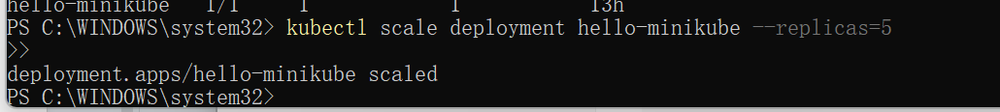 hello-minikube   1/1     1            1           13h
PS C:\WINDOWS\system32> kubectl scale deployment hello-minikube --replicas=5
>>
deployment.apps/hello-minikube scaled
PS C:\WINDOWS\system32>